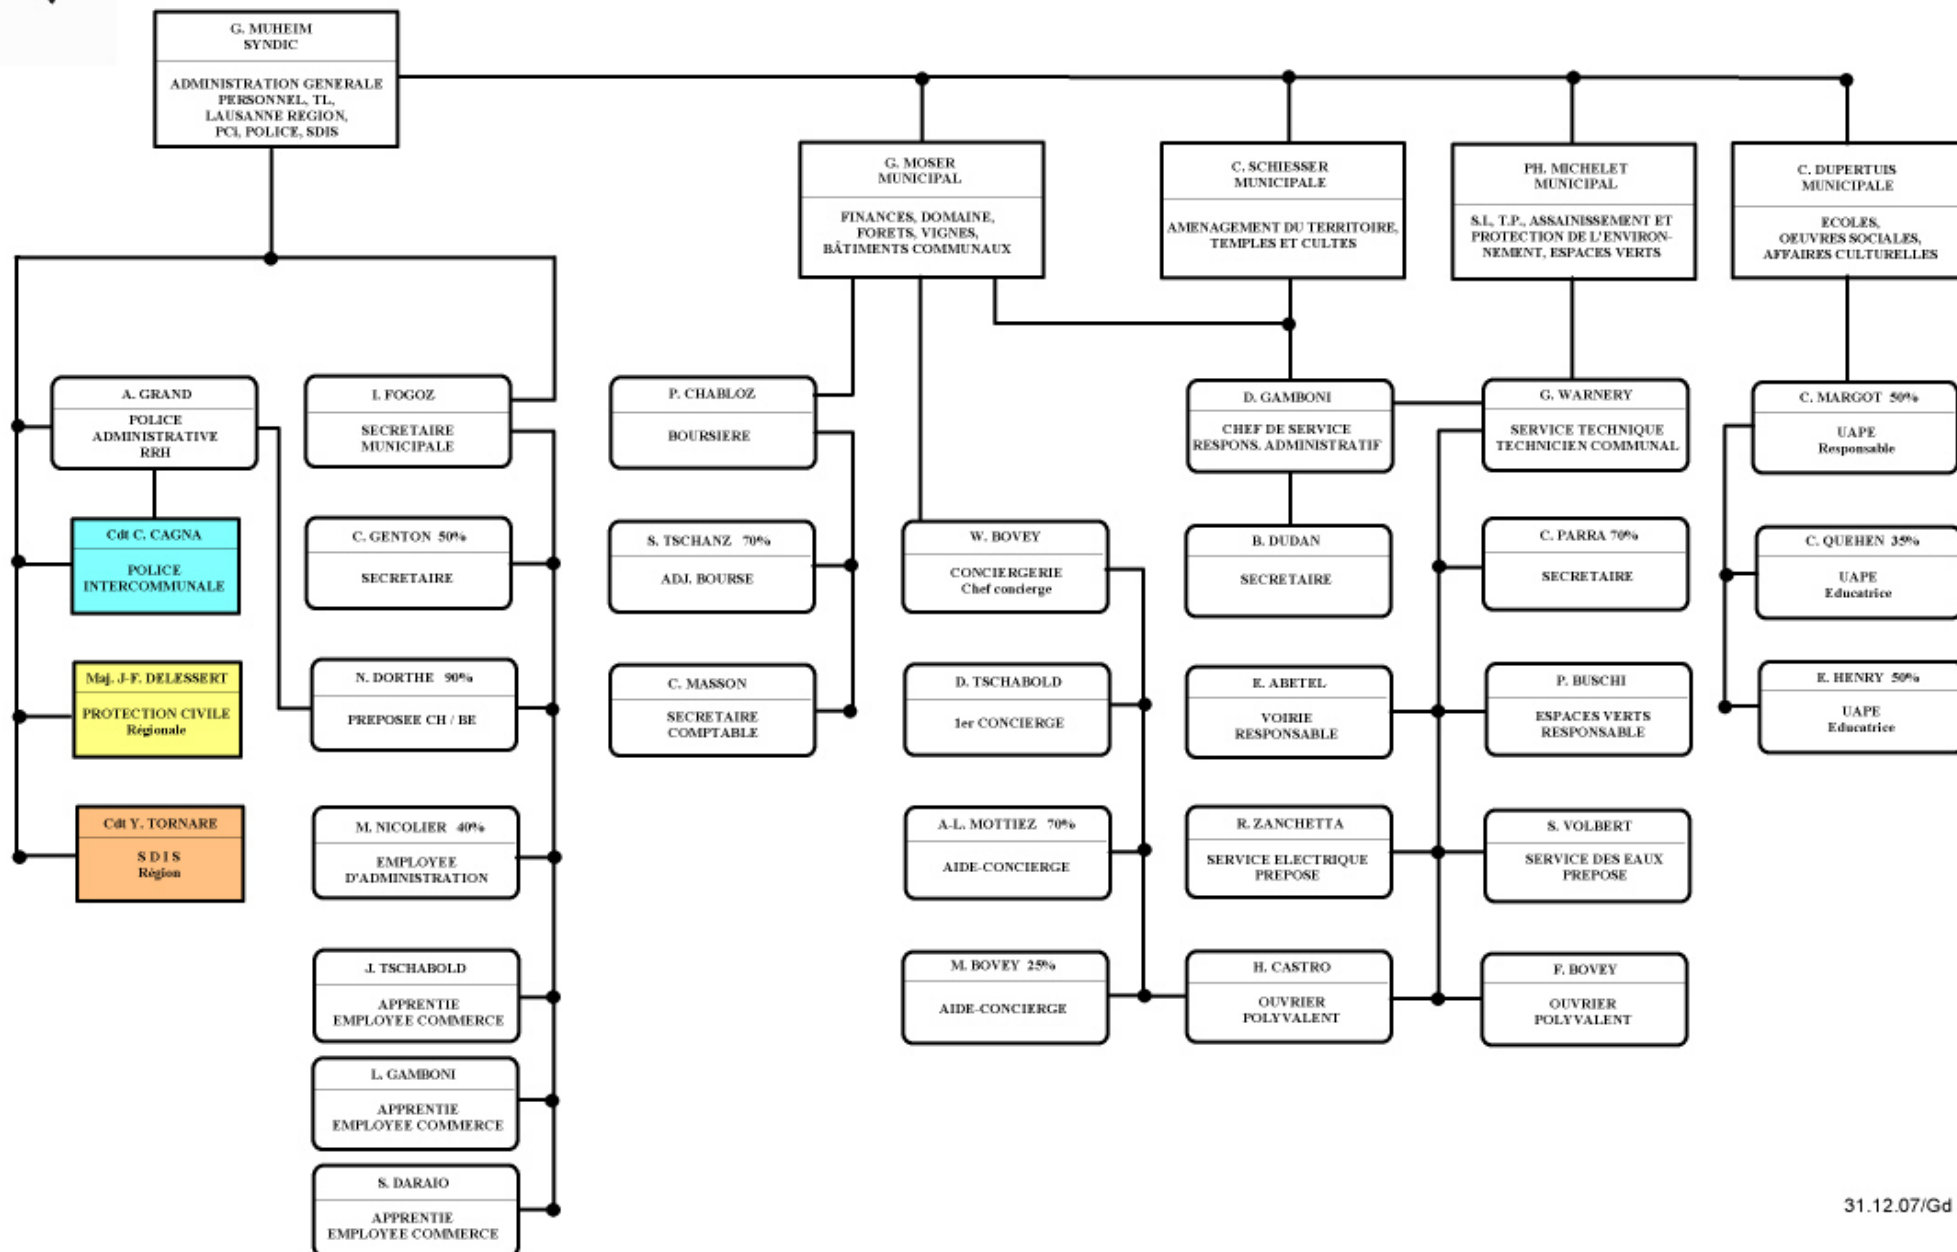 G. MUHEIM
SYNDIC
ADMINISTRATION GENERALE
PERSONNEL, TL,
LAUSANNE REGION,
PCi, POLICE, SDIS
G. MOSER
MUNICIPAL
FINANCES, DOMAINE,
FORETS, VIGNES,
BÂTIMENTS COMMUNAUX
C. SCHIESSER
MUNICIPALE
AMENAGEMENT DU TERRITOIRE,
TEMPLES ET CULTES
PH. MICHELET
MUNICIPAL
S.I., T.P., ASSAINISSEMENT ET
PROTECTION DE L'ENVIRON-
NEMENT, ESPACES VERTS
C. DUPERTUIS
MUNICIPALE
ECOLES,
OEUVRES SOCIALES,
AFFAIRES CULTURELLES
A. GRAND
POLICE
ADMINISTRATIVE
RRH
I. FOGOZ
SECRETAIRE
MUNICIPALE
P. CHABLOZ
BOURSIERE
D. GAMBONI
CHEF DE SERVICE
RESPONS. ADMINISTRATIF
G. WARNERY
SERVICE TECHNIQUE
TECHNICIEN COMMUNAL
C. MARGOT 50%
UAPE
Responsable
Cdt C. CAGNA
POLICE
INTERCOMMUNALE
C. GENTON 50%
SECRETAIRE
S. TSCHANZ 70%
ADJ. BOURSE
W. BOVEY
CONCIERGERIE
Chef concierge
B. DUDAN
SECRETAIRE
C. PARRA 70%
SECRETAIRE
C. QUEHEN 35%
UAPE
Educatrice
Maj. J-F. DELESSERT
PROTECTION CIVILE
Régionale
N. DORTHE 90%
PREPOSEE CH / BE
C. MASSON
SECRETAIRE
COMPTABLE
D. TSCHABOLD
1er CONCIERGE
E. ABETEL
VOIRIE
RESPONSABLE
P. BUSCHI
ESPACES VERTS
RESPONSABLE
E. HENRY 50%
UAPE
Educatrice
Cdt Y. TORNARE
S D I S
Région
M. NICOLIER 40%
EMPLOYEE
D'ADMINISTRATION
A-L. MOTTIEZ 70%
AIDE-CONCIERGE
R. ZANCHETTA
SERVICE ELECTRIQUE
PREPOSE
S. VOLBERT
SERVICE DES EAUX
PREPOSE
J. TSCHABOLD
APPRENTIE
EMPLOYEE COMMERCE
M. BOVEY 25%
AIDE-CONCIERGE
H. CASTRO
OUVRIER
POLYVALENT
F. BOVEY
OUVRIER
POLYVALENT
L. GAMBONI
APPRENTIE
EMPLOYEE COMMERCE
S. DARAIO
APPRENTIE
EMPLOYEE COMMERCE
31.12.07/Gd